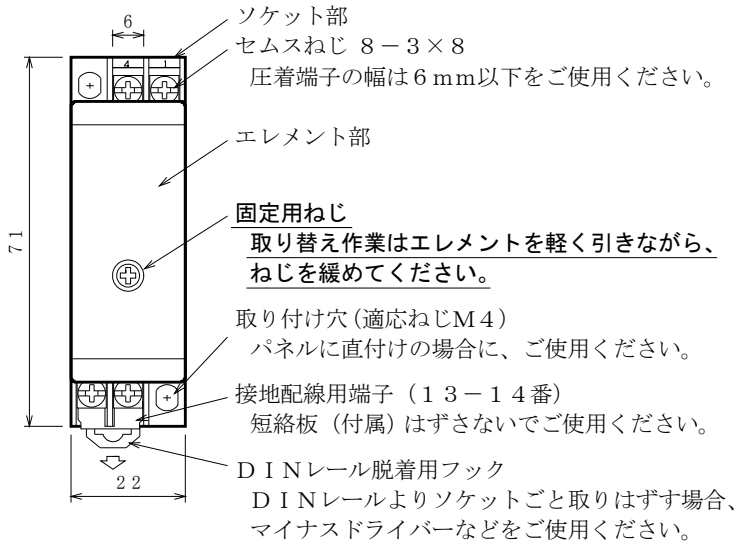 6
ソケット部
セムスねじ 8-3×8
圧着端子の幅は6mm以下をご使用ください。
4 1
エレメント部
固定用ねじ
取り替え作業はエレメントを軽く引きながら、
ねじを緩めてください。
71
取り付け穴(適応ねじM4)
パネルに直付けの場合に、ご使用ください。
接地配線用端子(13-14番)
短絡板(付属)はずさないでご使用ください。
22
DINレール脱着用フック
DINレールよりソケットごと取りはずす場合、
マイナスドライバーなどをご使用ください。